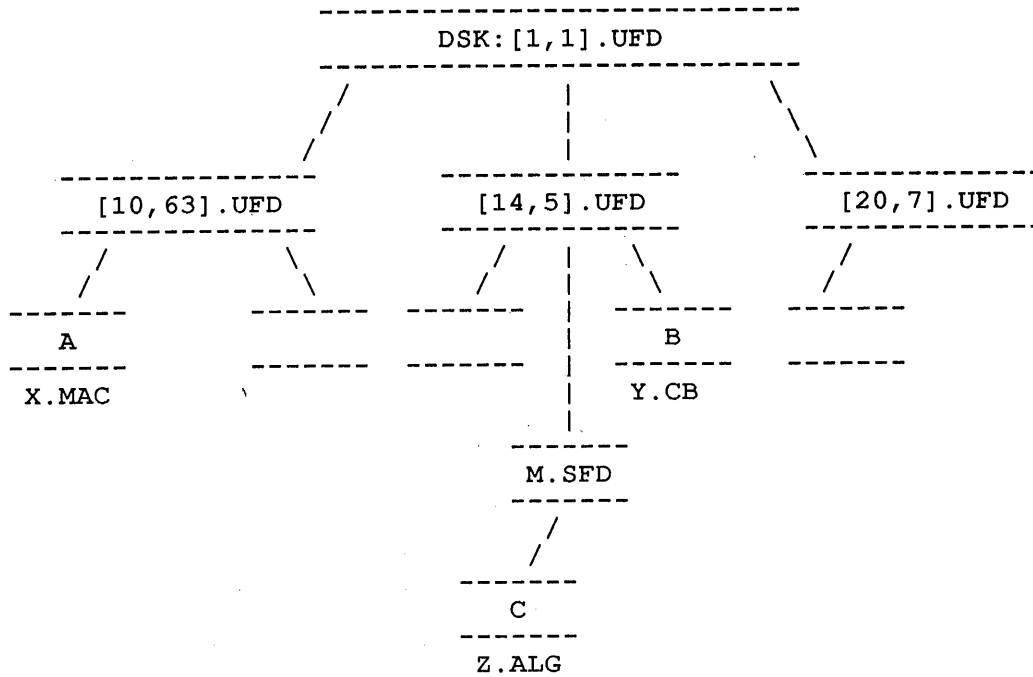 DSK:[1,1].UFD
[10,63].UFD [14,5].UFD [20,7].UFD
A B
X.MAC Y.CB
M.SFD
C
Z.ALG